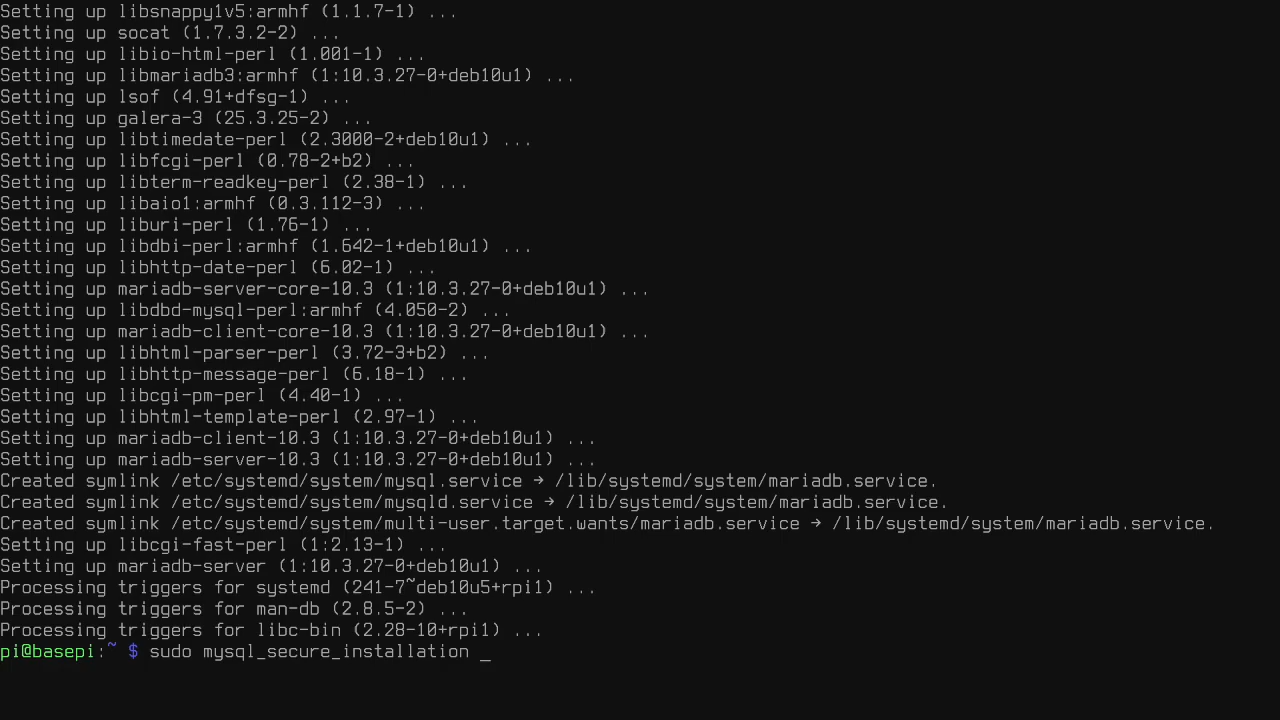 Setting up libsnappy1v5:armhf (1.1.7-1) ...
Setting up socat (1.7.3.2-2) ...
Setting up libio-html-perl (1.001-1) ...
Setting up libmariadb3:armhf (1:10.3.27-0+deb10u1) ...
Setting up lsof (4.91+dfsg-1) ...
Setting up galera-3 (25.3.25-2) ...
Setting up libtimedate-perl (2.3000-2+deb10u1) ...
Setting up libfcgi-perl (0.78-2+b2) ...
Setting up libterm-readkey-perl (2.38-1) ...
Setting up libaio1:armhf (0.3.112-3) ...
Setting up liburi-perl (1.76-1) ...
Setting up libdbi-perl:armhf (1.642-1+deb10u1) ...
Setting up libhttp-date-perl (6.02-1) ...
Setting up mariadb-server-core-10.3 (1:10.3.27-0+deb10u1) ...
Setting up libdbd-mysql-perl:armhf (4.050-2) ...
Setting up mariadb-client-core-10.3 (1:10.3.27-0+deb10u1) ...
Setting up libhtml-parser-perl (3.72-3+b2) ...
Setting up libhttp-message-perl (6.18-1) ...
Setting up libcgi-pm-perl (4.40-1) ...
Setting up libhtml-template-perl (2.97-1) ...
Setting up mariadb-client-10.3 (1:10.3.27-0+deb10u1) ...
Setting up mariadb-server-10.3 (1:10.3.27-0+deb10u1) ...
Created symlink /etc/systemd/system/mysql.service → /lib/systemd/system/mariadb.service.
Created symlink /etc/systemd/system/mysqld.service → /lib/systemd/system/mariadb.service.
Created symlink /etc/systemd/system/multi-user.target.wants/mariadb.service → /lib/systemd/system/mariadb.service.
Setting up libcgi-fast-perl (1:2.13-1) ...
Setting up mariadb-server (1:10.3.27-0+deb10u1) ...
Processing triggers for systemd (241-7~deb10u5+rpi1) ...
Processing triggers for man-db (2.8.5-2) ...
Processing triggers for libc-bin (2.28-10+rpi1) ...
pi@basepi:~ $ sudo mysql_secure_installation _